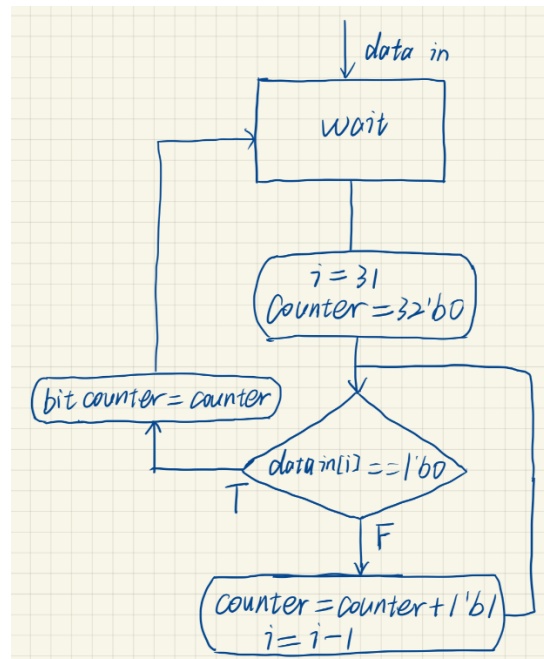 data in
wait
i = 31
Counter = 32'b0
bit counter = counter
data in[i] == 1'b0
T
F
counter = counter + 1'b1
i = i - 1